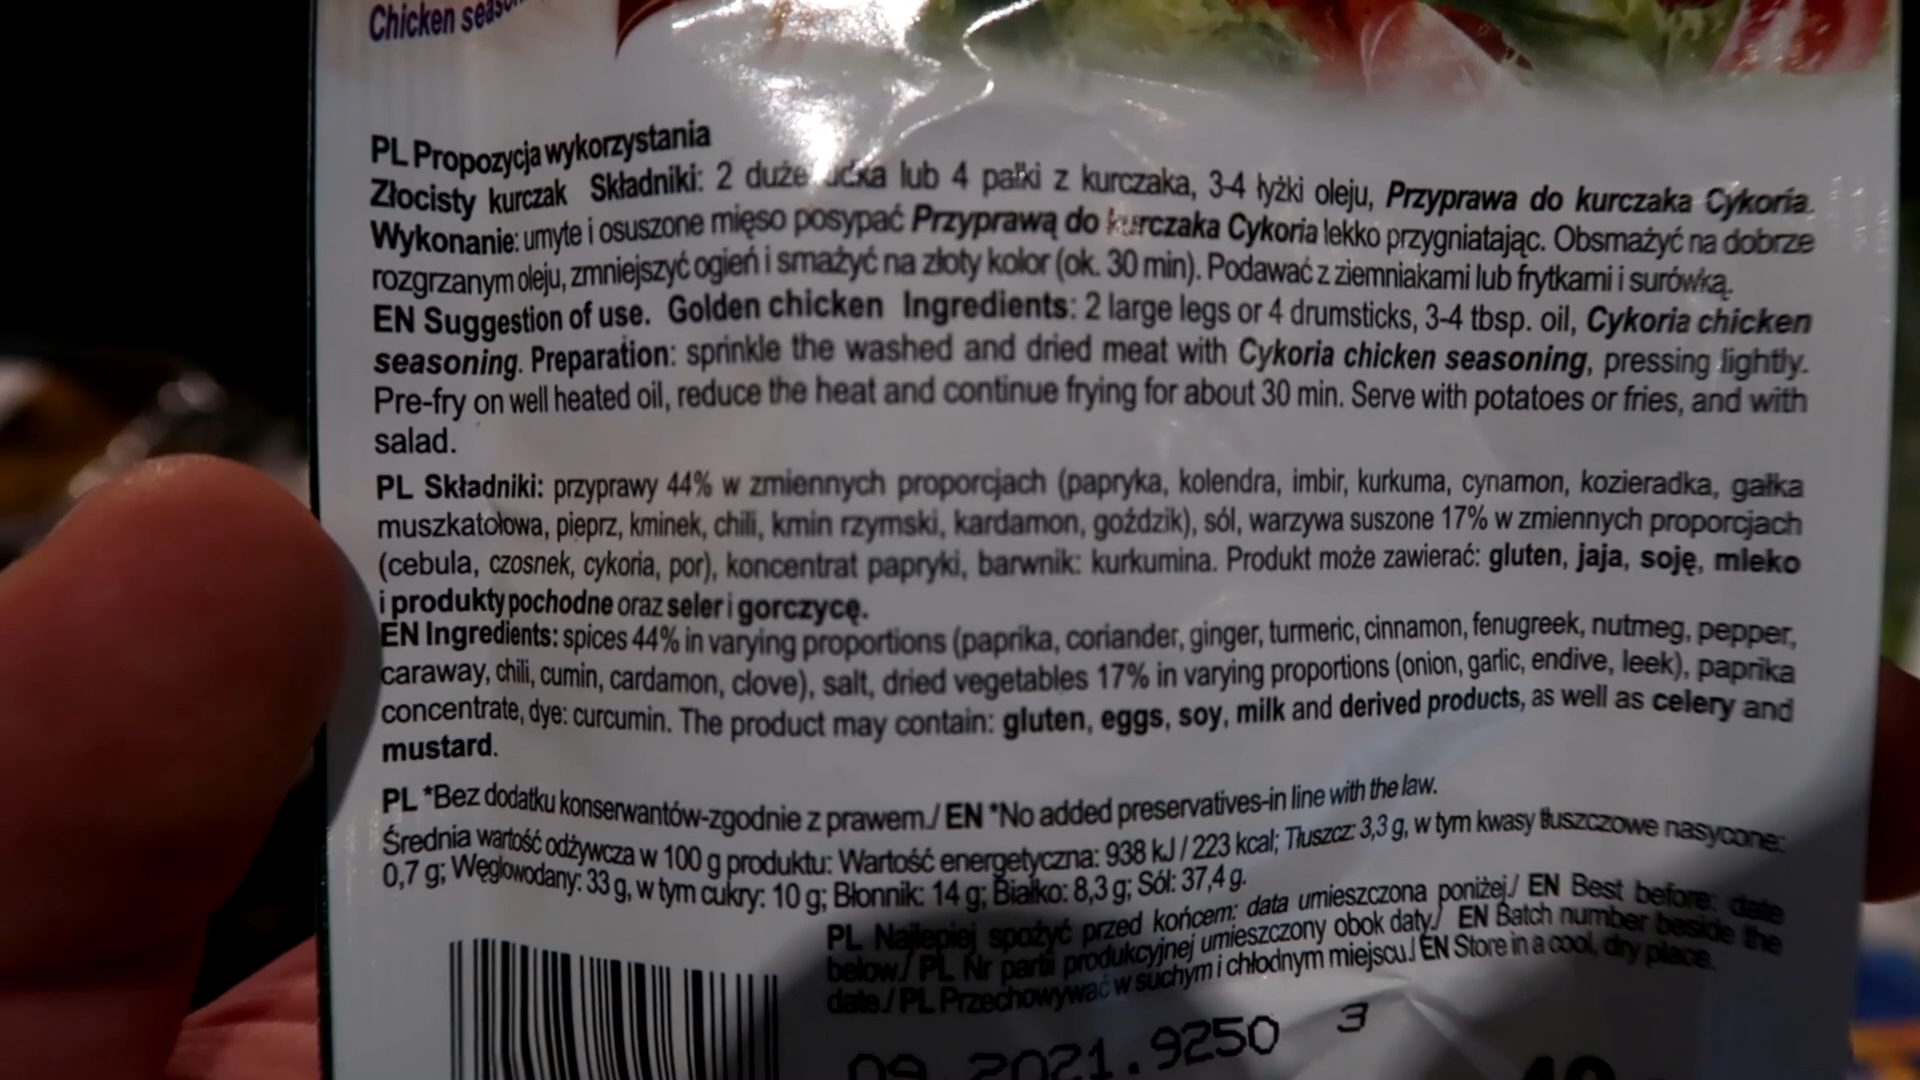 Chicken
PL Propozycja wykorzystania
Złocisty kurczak Składniki: 2 duże lub 4 pałki z kurczaka, 3-4 łyżki oleju, Przyprawa do kurczaka Cykoria.
Wykonanie: umyte i osuszone mięso posypać Przyprawą do kurczaka Cykoria lekko przygniatając. Obsmażyć na dobrze
rozgrzanym oleju, zmniejszyć ogień i smażyć na złoty kolor (ok. 30 min). Podawać z ziemniakami lub frytkami i surówką.
EN Suggestion of use. Golden chicken Ingredients: 2 large legs or 4 drumsticks, 3-4 tbsp. oil, Cykoria chicken
seasoning. Preparation: sprinkle the washed and dried meat with Cykoria chicken seasoning, pressing lightly.
Pre-fry on well heated oil, reduce the heat and continue frying for about 30 min. Serve with potatoes or fries, and with
salad.
PL Składniki: przyprawy 44% w zmiennych proporcjach (papryka, kolendra, imbir, kurkuma, cynamon, kozieradka, gałka
muszkatołowa, pieprz, kminek, chili, kmin rzymski, kardamon, goździk), sól, warzywa suszone 17% w zmiennych proporcjach
(cebula, czosnek, cykoria, por), koncentrat papryki, barwnik: kurkumina. Produkt może zawierać: gluten, jaja, soję, mleko
i produkty pochodne oraz seler i gorczycę.
EN Ingredients: spices 44% in varying proportions (paprika, coriander, ginger, turmeric, cinnamon, fenugreek, nutmeg, pepper,
caraway, chili, cumin, cardamon, clove), salt, dried vegetables 17% in varying proportions (onion, garlic, endive, leek), paprika
concentrate, dye: curcumin. The product may contain: gluten, eggs, soy, milk and derived products, as well as celery and
mustard.
PL *Bez dodatku konserwantów-zgodnie z prawem./ EN *No added preservatives-in line with the law.
Średnia wartość odżywcza w 100 g produktu: Wartość energetyczna: 938 kJ / 223 kcal; Tłuszcz: 3,3 g, w tym kwasy tłuszczowe nasycone:
0,7 g; Węglowodany: 33 g, w tym cukry: 10 g; Błonnik: 14 g; Białko: 8,3 g; Sól: 37,4 g.
PL Najlepiej spożyć przed końcem: data umieszczona poniżej./ EN Best before: date
below./ PL Nr partii produkcyjnej umieszczony obok daty./ EN Batch number beside the
date./ PL Przechowywać w suchym i chłodnym miejscu./ EN Store in a cool, dry place.
09 2021.9250 3